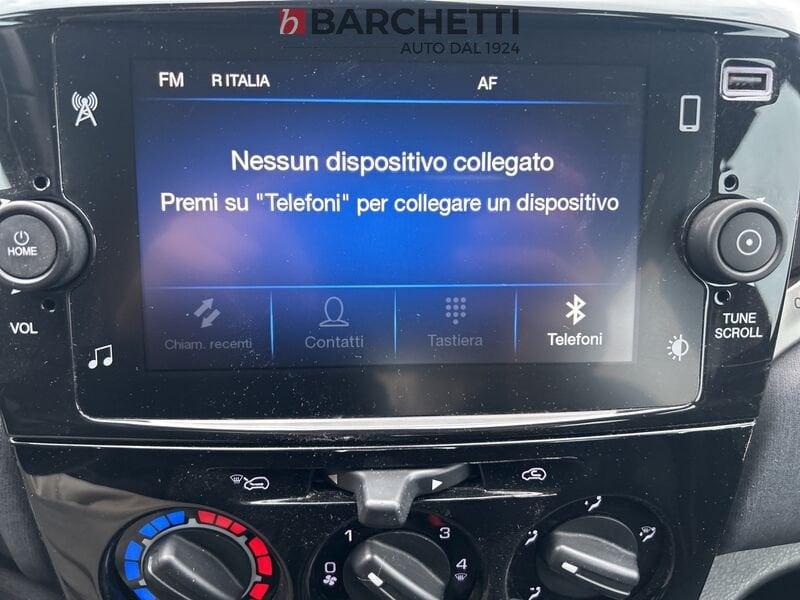 b BARCHETTI
AUTO DAL 1924
FM R ITALIA AF
Nessun dispositivo collegato
Premi su "Telefoni" per collegare un dispositivo
HOME
VOL
Chiam. recenti Contatti Tastiera Telefoni
TUNE
SCROLL
1 3
0 4